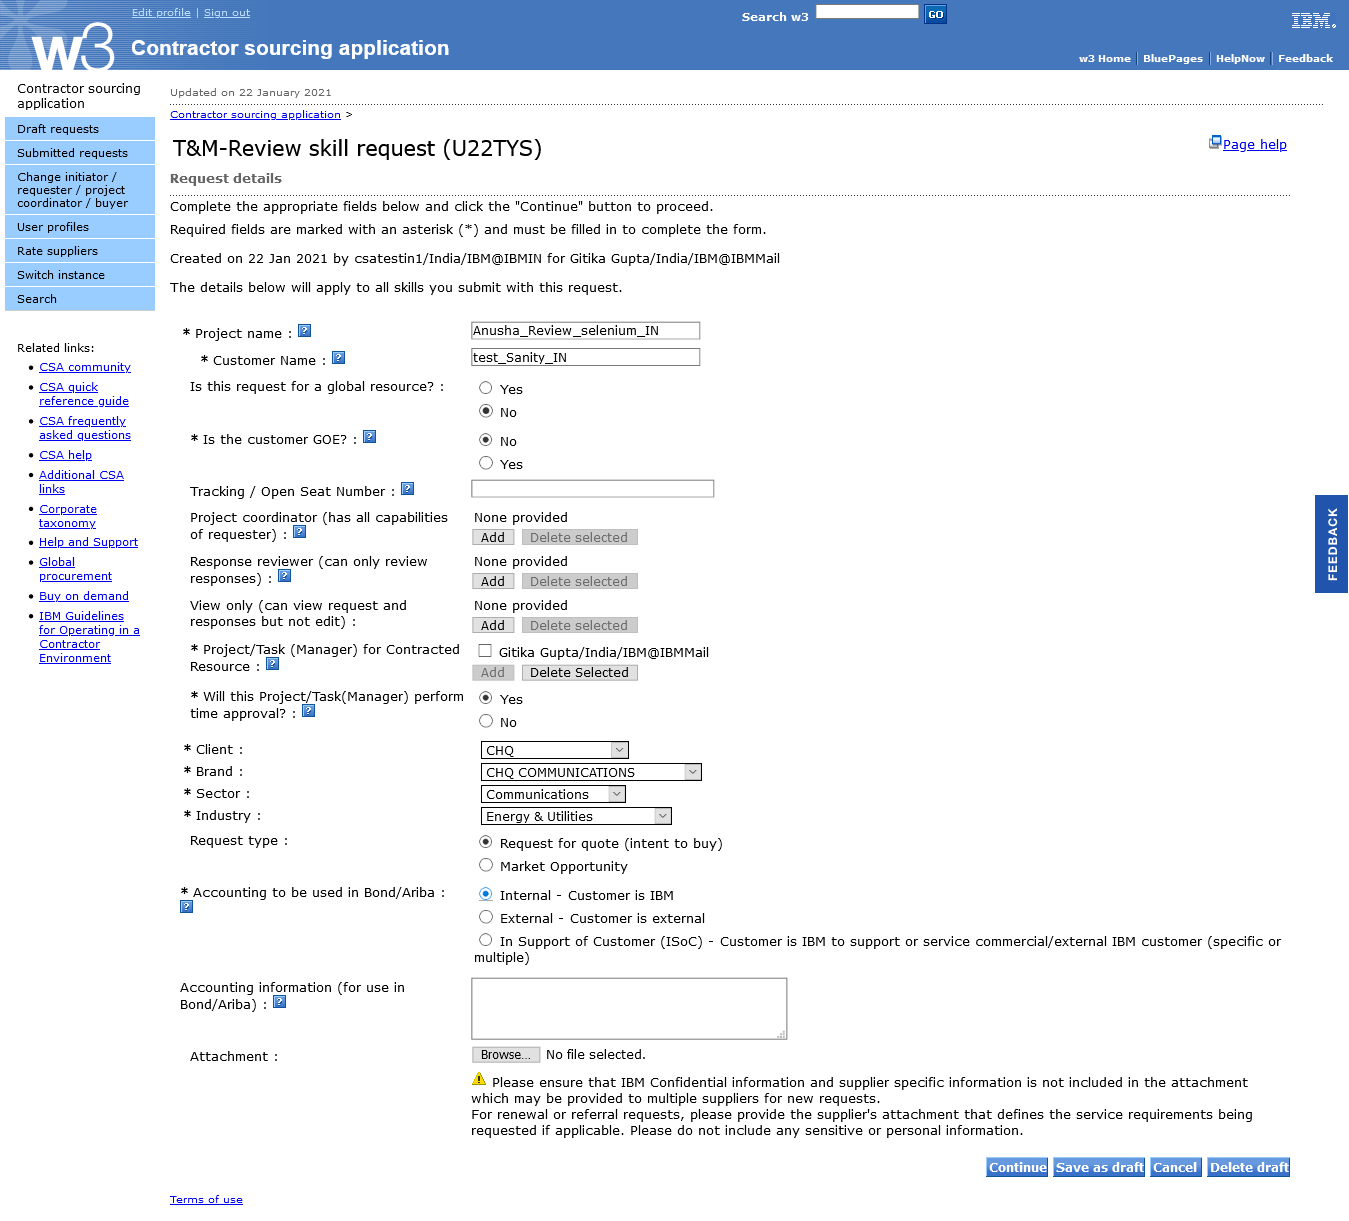 Edit profile | Sign out
Search w3
GO
IBM.
w3
Contractor sourcing application
w3 Home | BluePages | HelpNow | Feedback
Contractor sourcing
application
Draft requests
Submitted requests
Change initiator /
requester / project
coordinator / buyer
User profiles
Rate suppliers
Switch instance
Search
Related links:
• CSA community
• CSA quick
reference guide
• CSA frequently
asked questions
• CSA help
• Additional CSA
links
• Corporate
taxonomy
• Help and Support
• Global
procurement
• Buy on demand
• IBM Guidelines
for Operating in a
Contractor
Environment
Updated on 22 January 2021
Contractor sourcing application >
T&M-Review skill request (U22TYS)
Page help
Request details
Complete the appropriate fields below and click the "Continue" button to proceed.
Required fields are marked with an asterisk (*) and must be filled in to complete the form.
Created on 22 Jan 2021 by csatestin1/India/IBM@IBMIN for Gitika Gupta/India/IBM@IBMMail
The details below will apply to all skills you submit with this request.
* Project name : ? Anusha_Review_selenium_IN
* Customer Name : ? test_Sanity_IN
Is this request for a global resource? : Yes
No
* Is the customer GOE? : ? No
Yes
Tracking / Open Seat Number : ?
Project coordinator (has all capabilities
of requester) : ?
None provided
Add Delete selected
Response reviewer (can only review
responses) : ?
None provided
Add Delete selected
View only (can view request and
responses but not edit) :
None provided
Add Delete selected
* Project/Task (Manager) for Contracted
Resource : ?
Gitika Gupta/India/IBM@IBMMail
Add Delete Selected
* Will this Project/Task(Manager) perform
time approval? : ?
Yes
No
* Client : CHQ
* Brand : CHQ COMMUNICATIONS
* Sector : Communications
* Industry : Energy & Utilities
Request type : Request for quote (intent to buy)
Market Opportunity
* Accounting to be used in Bond/Ariba :
?
Internal - Customer is IBM
External - Customer is external
In Support of Customer (ISoC) - Customer is IBM to support or service commercial/external IBM customer (specific or
multiple)
Accounting information (for use in
Bond/Ariba) : ?
Attachment : Browse... No file selected.
Please ensure that IBM Confidential information and supplier specific information is not included in the attachment
which may be provided to multiple suppliers for new requests.
For renewal or referral requests, please provide the supplier's attachment that defines the service requirements being
requested if applicable. Please do not include any sensitive or personal information.
Continue Save as draft Cancel Delete draft
Terms of use
FEEDBACK